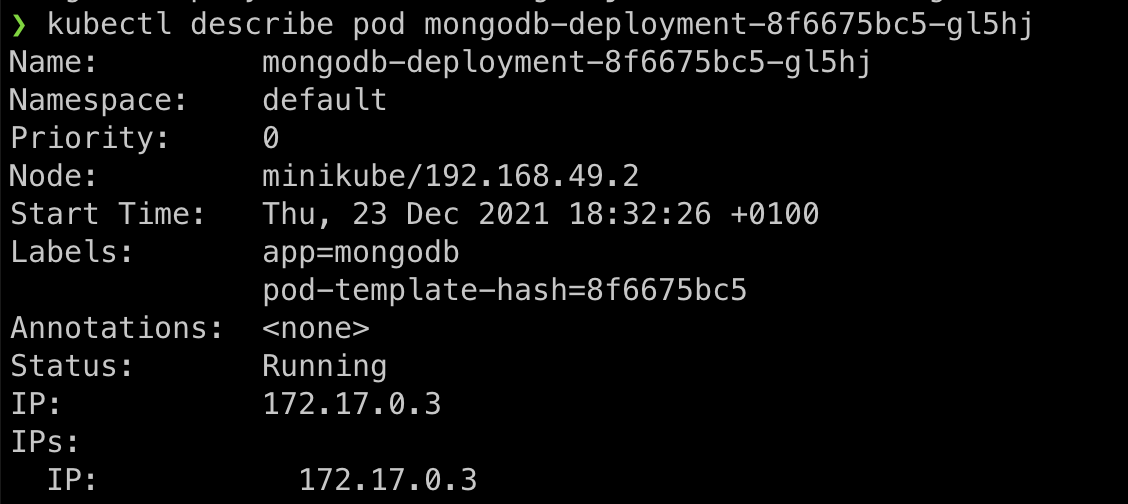 ❯ kubectl describe pod mongodb-deployment-8f6675bc5-gl5hj
Name:         mongodb-deployment-8f6675bc5-gl5hj
Namespace:    default
Priority:     0
Node:         minikube/192.168.49.2
Start Time:   Thu, 23 Dec 2021 18:32:26 +0100
Labels:       app=mongodb
              pod-template-hash=8f6675bc5
Annotations:  <none>
Status:       Running
IP:           172.17.0.3
IPs:
  IP:           172.17.0.3